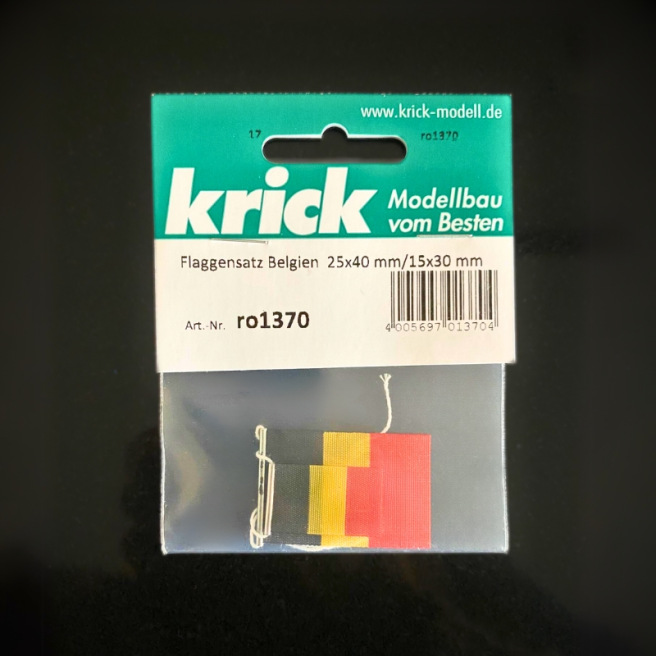 www.krick-modell.de
17 ro1370
krick Modellbau
vom Besten
Flaggensatz Belgien 25x40 mm/15x30 mm
Art.-Nr. ro1370
4 005697 013704